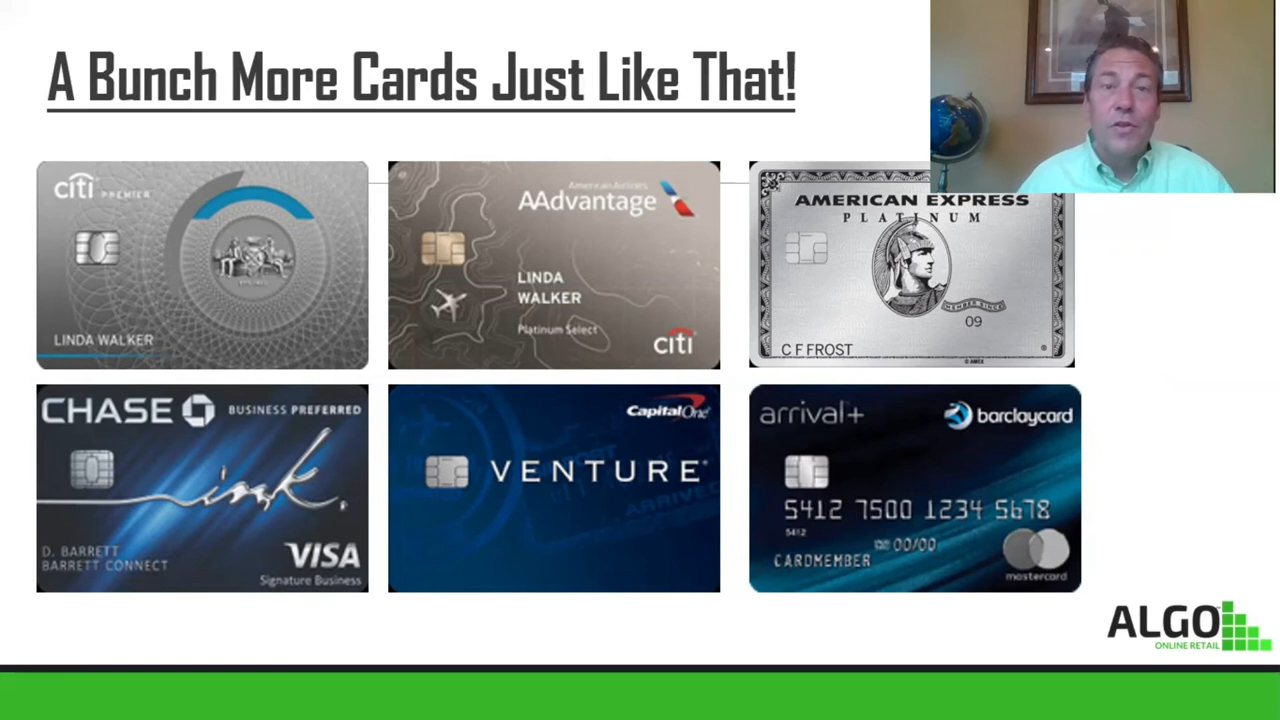 A Bunch More Cards Just Like That!
citi PREMIER
LINDA WALKER
American Airlines
AAdvantage
LINDA
WALKER
Platinum Select
citi
AMERICAN EXPRESS
PLATINUM
MEMBER SINCE
09
C F FROST
® © AMEX
CHASE BUSINESS PREFERRED
ink.
D. BARRETT
BARRETT CONNECT
VISA
Signature Business
Capital One
VENTURE®
arrival+ barclaycard
5412 7500 1234 5678
5412
00/00
CARDMEMBER
mastercard
ALGO
ONLINE RETAIL